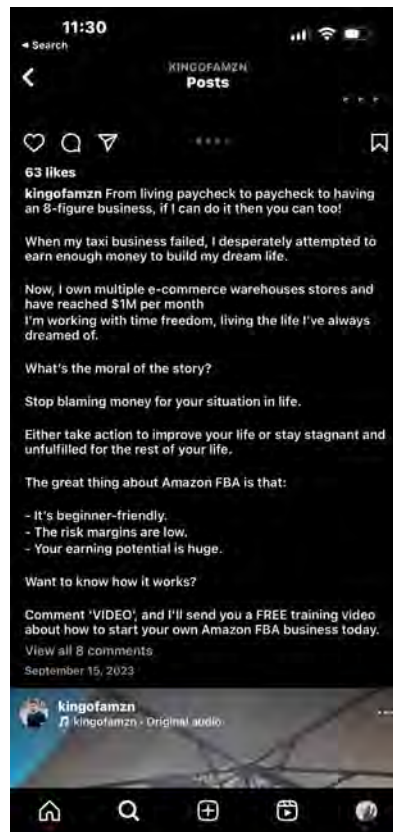 11:30
Search
KINGOFAMZN
Posts
63 likes
kingofamzn From living paycheck to paycheck to having
an 8-figure business, if I can do it then you can too!
When my taxi business failed, I desperately attempted to
earn enough money to build my dream life.
Now, I own multiple e-commerce warehouses stores and
have reached $1M per month
I'm working with time freedom, living the life I've always
dreamed of.
What's the moral of the story?
Stop blaming money for your situation in life.
Either take action to improve your life or stay stagnant and
unfulfilled for the rest of your life.
The great thing about Amazon FBA is that:
- It's beginner-friendly.
- The risk margins are low.
- Your earning potential is huge.
Want to know how it works?
Comment 'VIDEO', and I'll send you a FREE training video
about how to start your own Amazon FBA business today.
View all 8 comments
September 15, 2023
kingofamzn
kingofamzn · Original audio